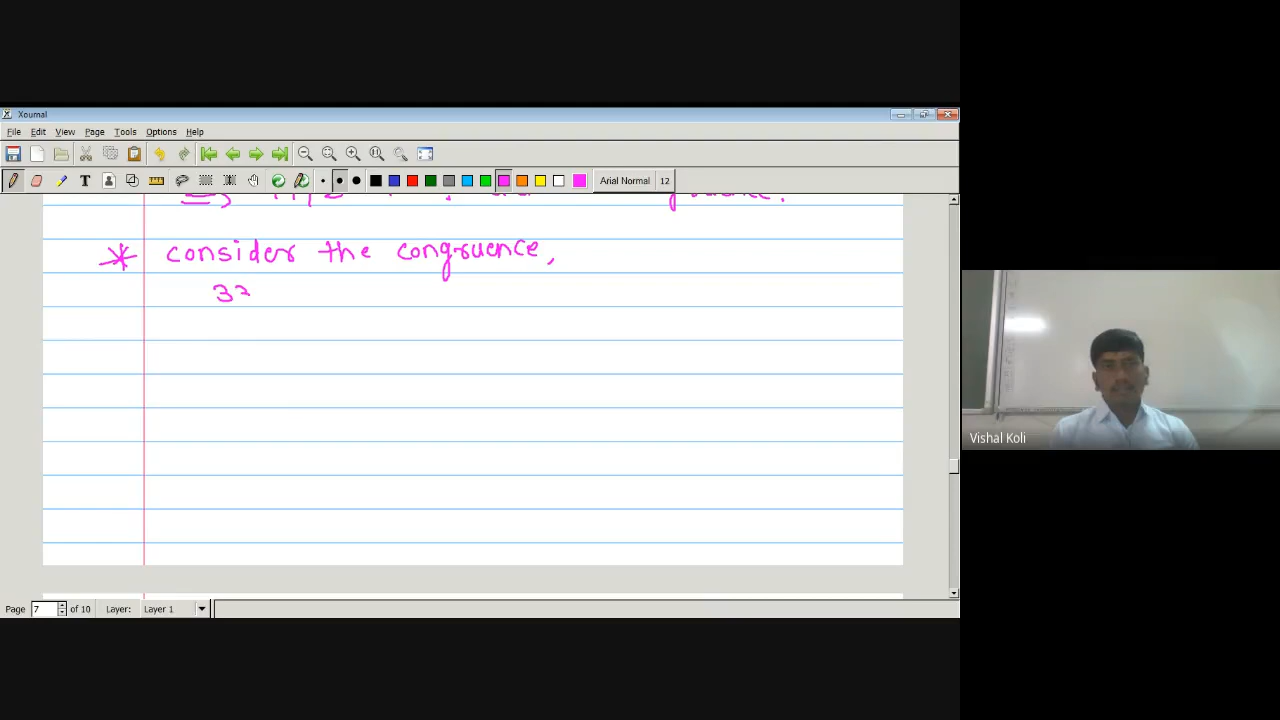 Xournal
File Edit View Page Tools Options Help
T Arial Normal 12
* consider the congruence,
Vishal Koli
Page 7 of 10 Layer: Layer 1